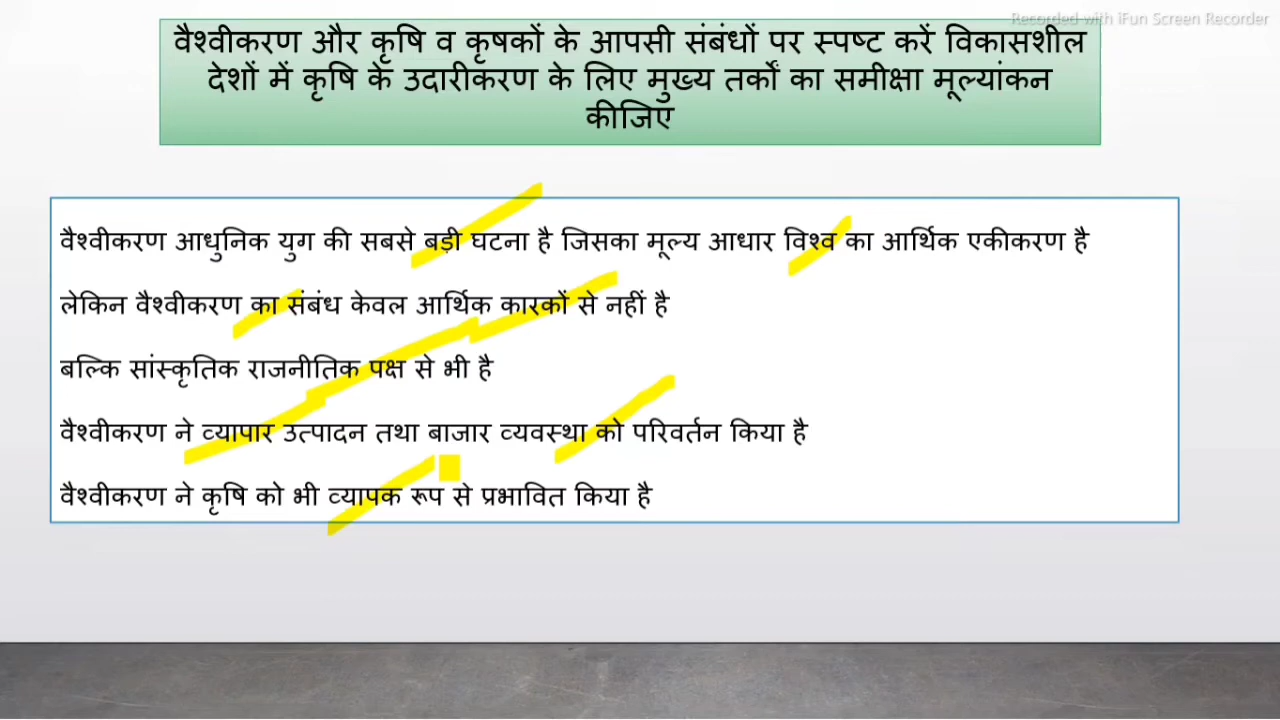 Recorded with iFun Screen Recorder
वैश्वीकरण और कृषि व कृषकों के आपसी संबंधों पर स्पष्ट करें विकासशील
देशों में कृषि के उदारीकरण के लिए मुख्य तर्कों का समीक्षा मूल्यांकन
कीजिए
वैश्वीकरण आधुनिक युग की सबसे बड़ी घटना है जिसका मूल्य आधार विश्व का आर्थिक एकीकरण है
लेकिन वैश्वीकरण का संबंध केवल आर्थिक कारकों से नहीं है
बल्कि सांस्कृतिक राजनीतिक पक्ष से भी है
वैश्वीकरण ने व्यापार उत्पादन तथा बाजार व्यवस्था को परिवर्तन किया है
वैश्वीकरण ने कृषि को भी व्यापक रूप से प्रभावित किया है